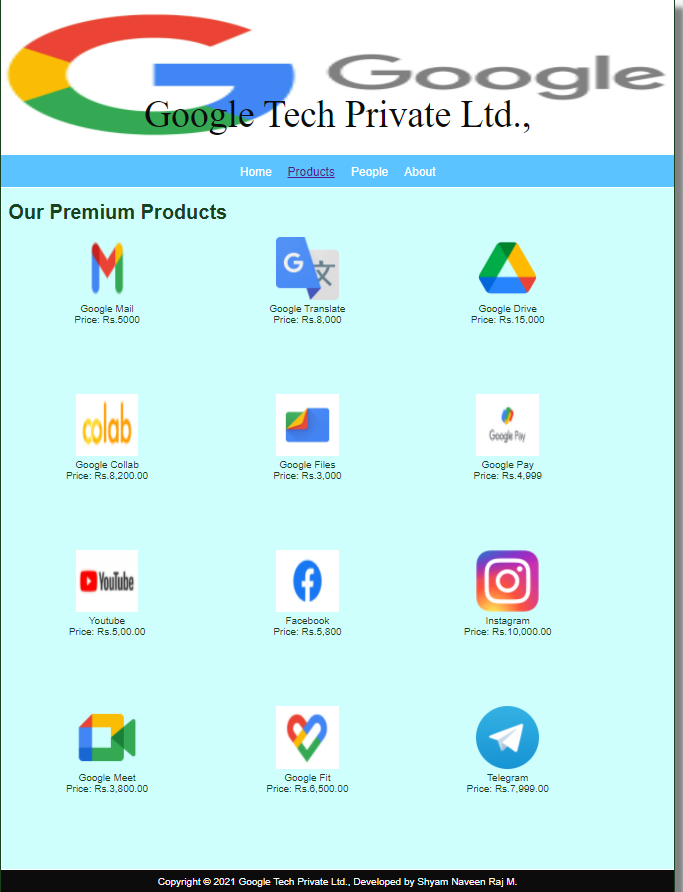 Google
Google Tech Private Ltd.,
Home Products People About
Our Premium Products
Google Mail
Price: Rs.5000
Google Translate
Price: Rs.8,000
Google Drive
Price: Rs.15,000
colab
Google Collab
Price: Rs.8,200.00
Google Files
Price: Rs.3,000
Google Pay
Google Pay
Price: Rs.4,999
YouTube
Youtube
Price: Rs.5,00.00
Facebook
Price: Rs.5,800
Instagram
Price: Rs.10,000.00
Google Meet
Price: Rs.3,800.00
Google Fit
Price: Rs.6,500.00
Telegram
Price: Rs.7,999.00
Copyright © 2021 Google Tech Private Ltd., Developed by Shyam Naveen Raj M.